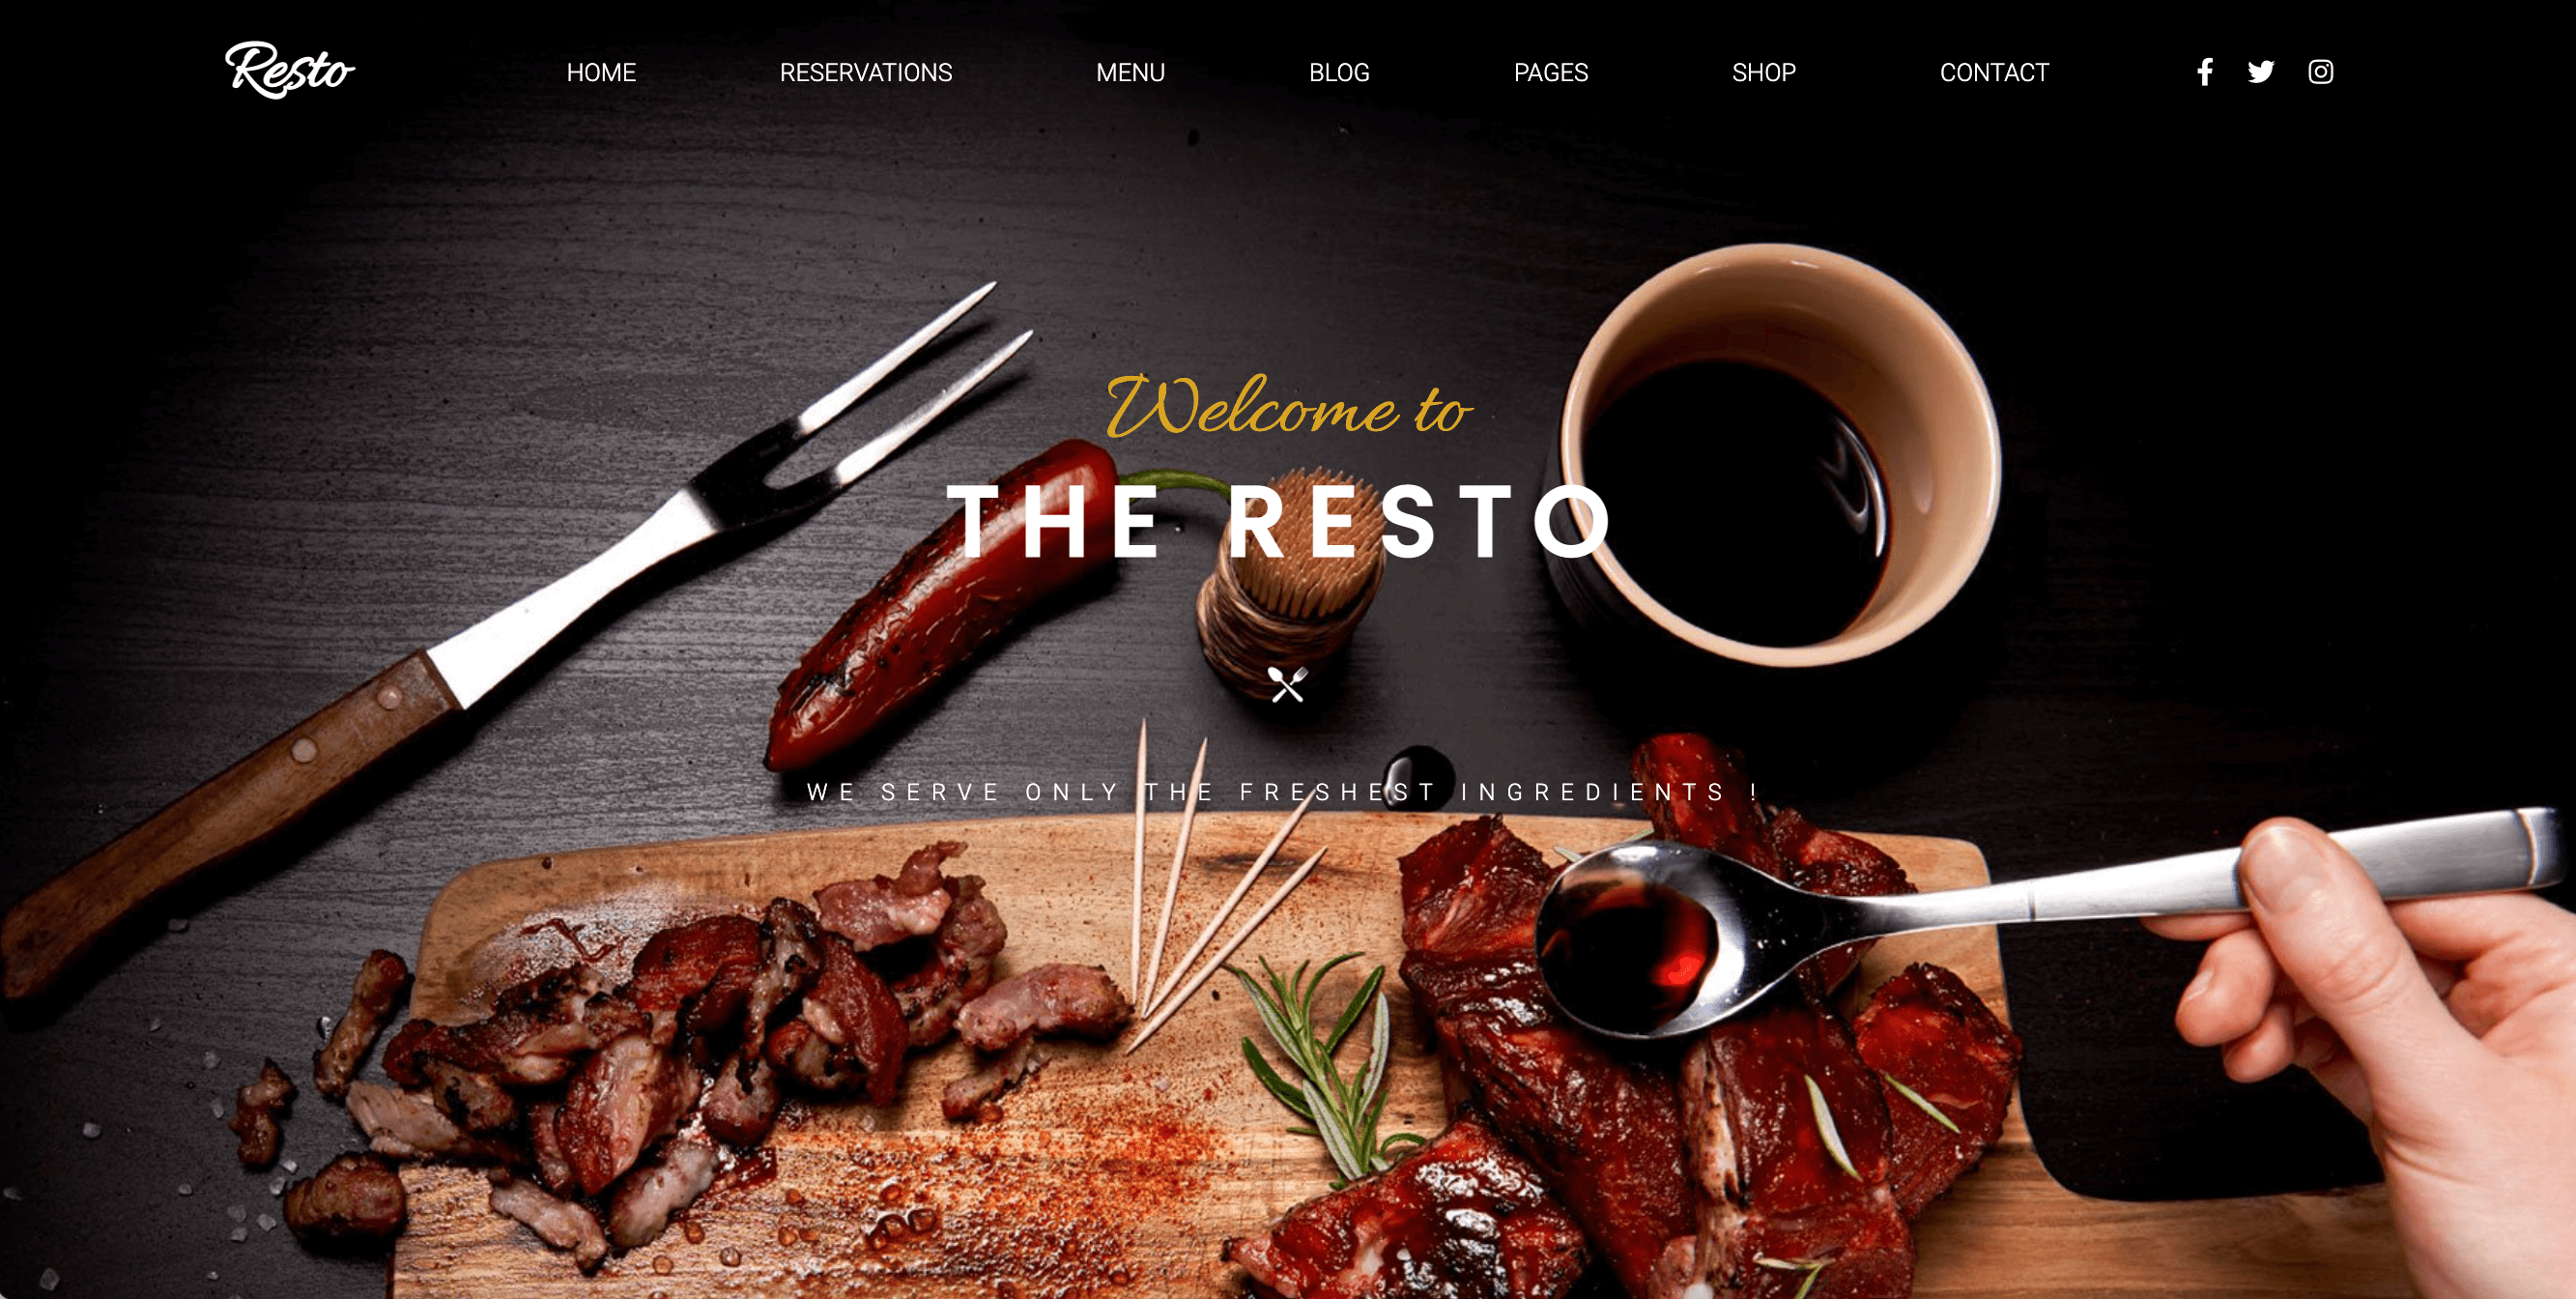 Resto
HOME RESERVATIONS MENU BLOG PAGES SHOP CONTACT
Welcome to
THE RESTO
WE SERVE ONLY THE FRESHEST INGREDIENTS !